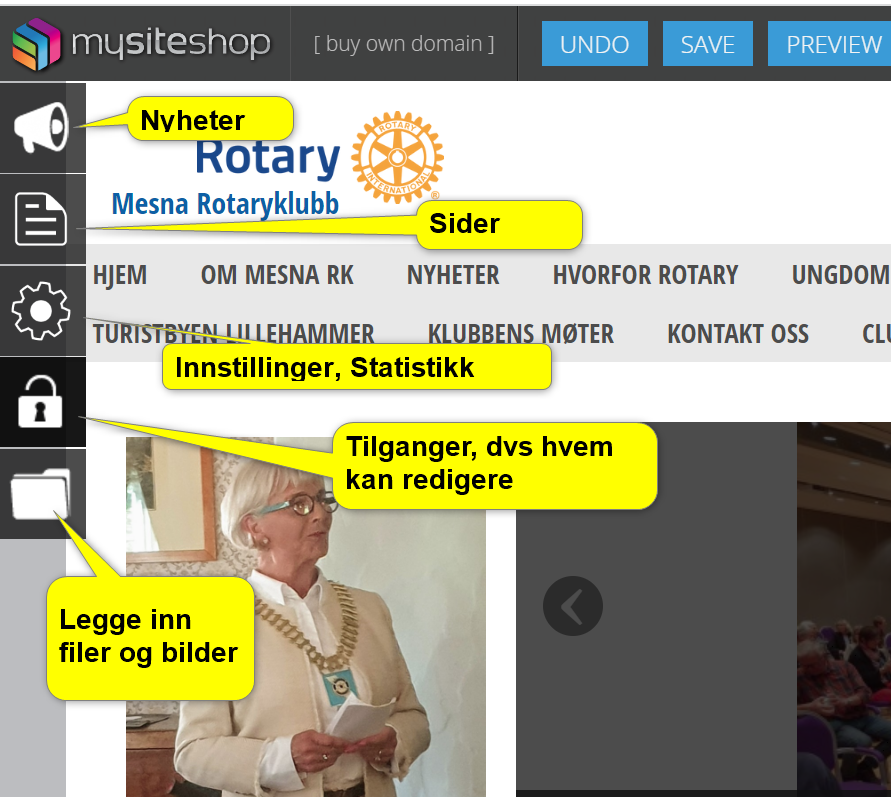 mysiteshop
[ buy own domain ]
UNDO
SAVE
PREVIEW
Nyheter
Rotary
ROTARY
INTERNATIONAL
Mesna Rotaryklubb
Sider
HJEM
OM MESNA RK
NYHETER
HVORFOR ROTARY
UNGDOM
TURISTBYEN LILLEHAMMER
KLUBBENS MØTER
KONTAKT OSS
CLU
Innstillinger, Statistikk
Tilganger, dvs hvem
kan redigere
Legge inn
filer og bilder